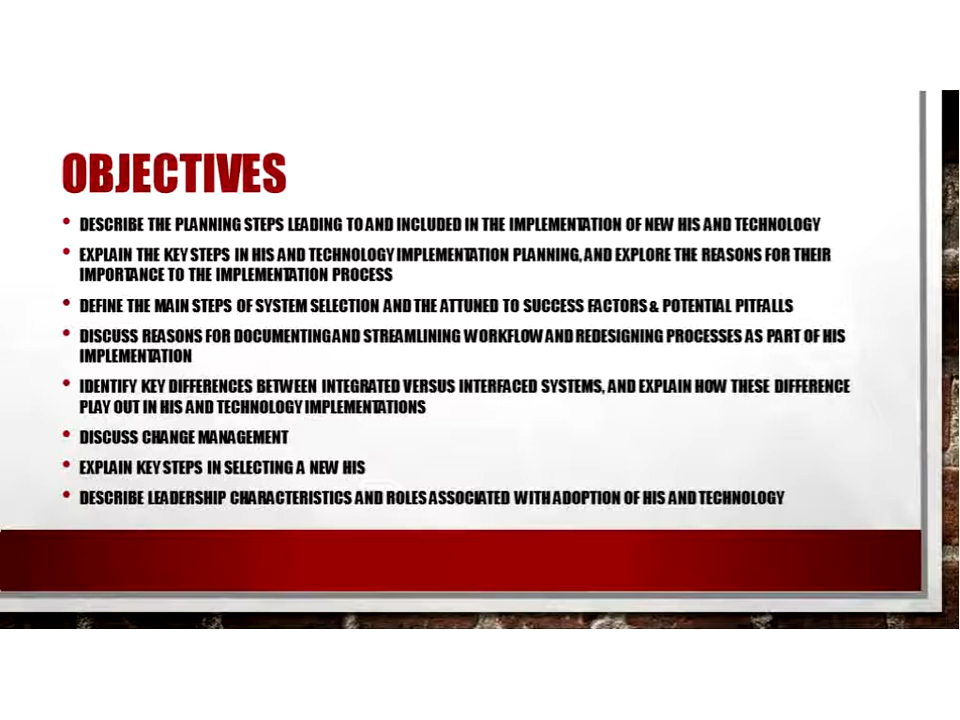 OBJECTIVES
• DESCRIBE THE PLANNING STEPS LEADING TO AND INCLUDED IN THE IMPLEMENTATION OF NEW HIS AND TECHNOLOGY
• EXPLAIN THE KEY STEPS IN HIS AND TECHNOLOGY IMPLEMENTATION PLANNING, AND EXPLORE THE REASONS FOR THEIR
IMPORTANCE TO THE IMPLEMENTATION PROCESS
• DEFINE THE MAIN STEPS OF SYSTEM SELECTION AND THE ATTUNED TO SUCCESS FACTORS & POTENTIAL PITFALLS
• DISCUSS REASONS FOR DOCUMENTING AND STREAMLINING WORKFLOW AND REDESIGNING PROCESSES AS PART OF HIS
IMPLEMENTATION
• IDENTIFY KEY DIFFERENCES BETWEEN INTEGRATED VERSUS INTERFACED SYSTEMS, AND EXPLAIN HOW THESE DIFFERENCE
PLAY OUT IN HIS AND TECHNOLOGY IMPLEMENTATIONS
• DISCUSS CHANGE MANAGEMENT
• EXPLAIN KEY STEPS IN SELECTING A NEW HIS
• DESCRIBE LEADERSHIP CHARACTERISTICS AND ROLES ASSOCIATED WITH ADOPTION OF HIS AND TECHNOLOGY